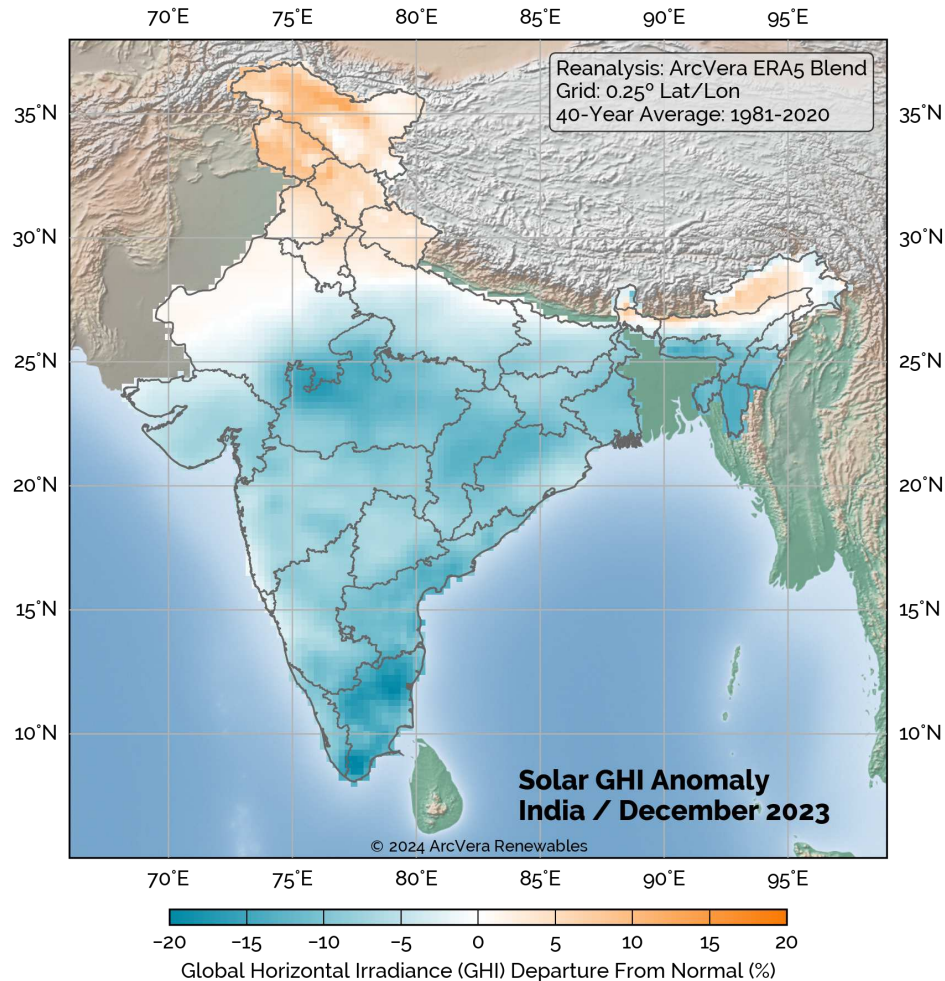 70°E 75°E 80°E 85°E 90°E 95°E
Reanalysis: ArcVera ERA5 Blend
Grid: 0.25º Lat/Lon
40-Year Average: 1981-2020
35°N 35°N
30°N 30°N
25°N 25°N
20°N 20°N
15°N 15°N
10°N 10°N
Solar GHI Anomaly
India / December 2023
© 2024 ArcVera Renewables
70°E 75°E 80°E 85°E 90°E 95°E
−20 −15 −10 −5 0 5 10 15 20
Global Horizontal Irradiance (GHI) Departure From Normal (%)